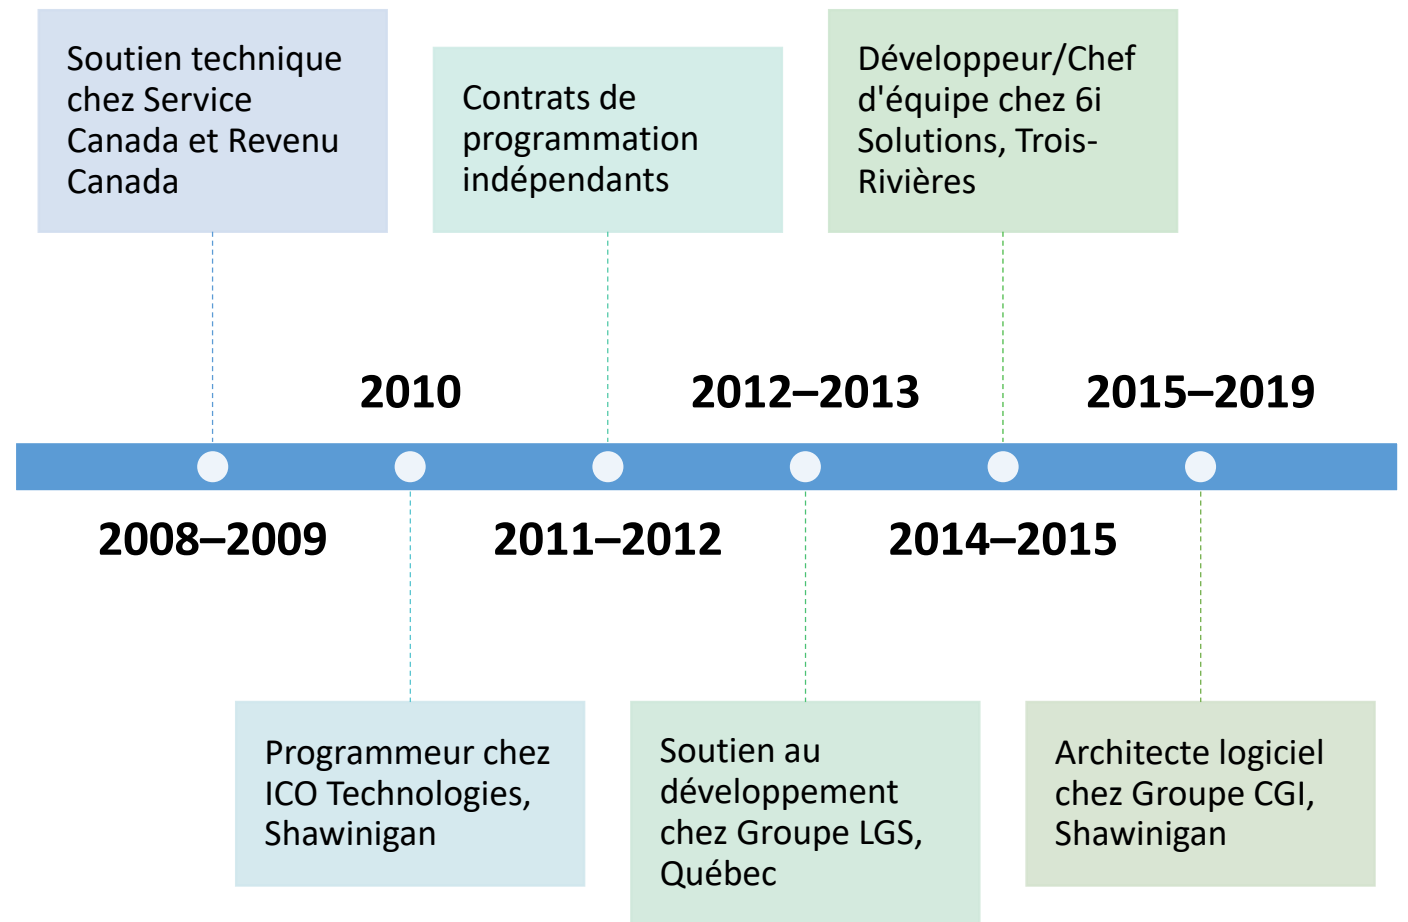 Soutien technique
chez Service
Canada et Revenu
Canada
Contrats de
programmation
indépendants
Développeur/Chef
d'équipe chez 6i
Solutions, Trois-
Rivières
2010
2012–2013
2015–2019
2008–2009
2011–2012
2014–2015
Programmeur chez
ICO Technologies,
Shawinigan
Soutien au
développement
chez Groupe LGS,
Québec
Architecte logiciel
chez Groupe CGI,
Shawinigan